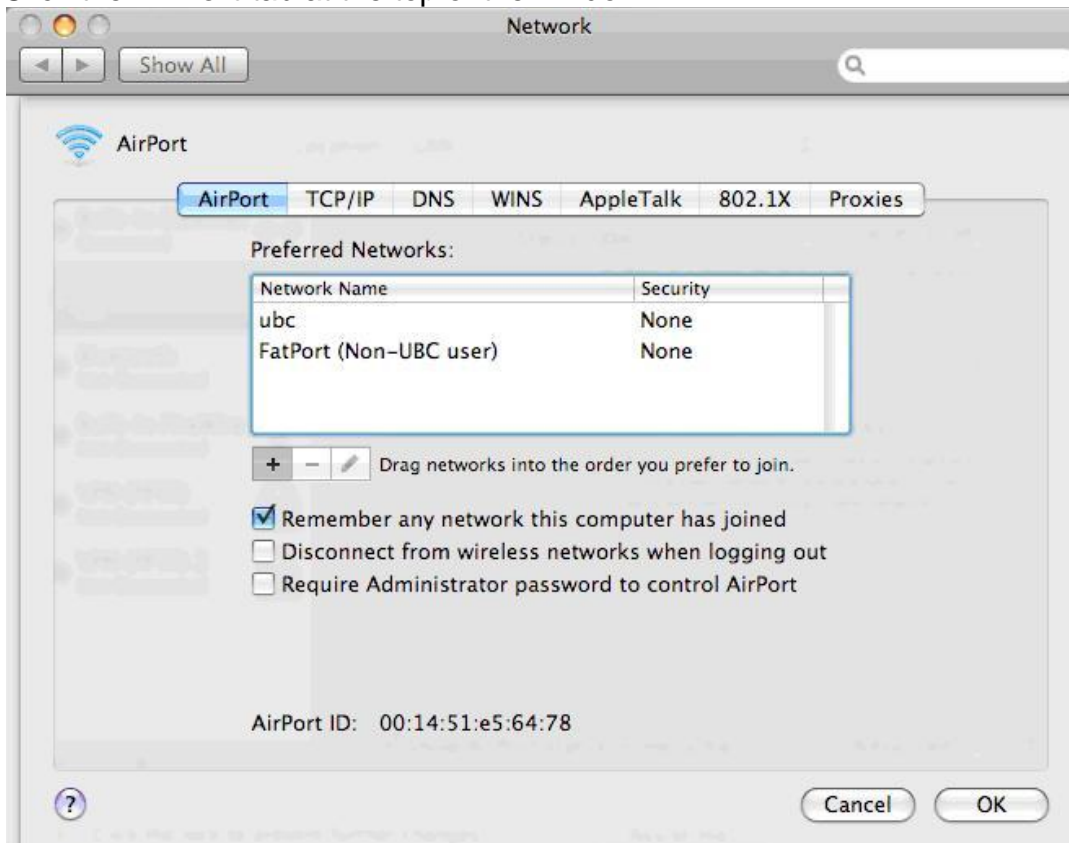 Network
Show All
AirPort
AirPort TCP/IP DNS WINS AppleTalk 802.1X Proxies
Preferred Networks:
Network Name Security
ubc None
FatPort (Non-UBC user) None
+ - Drag networks into the order you prefer to join.
Remember any network this computer has joined
Disconnect from wireless networks when logging out
Require Administrator password to control AirPort
AirPort ID: 00:14:51:e5:64:78
? Cancel OK